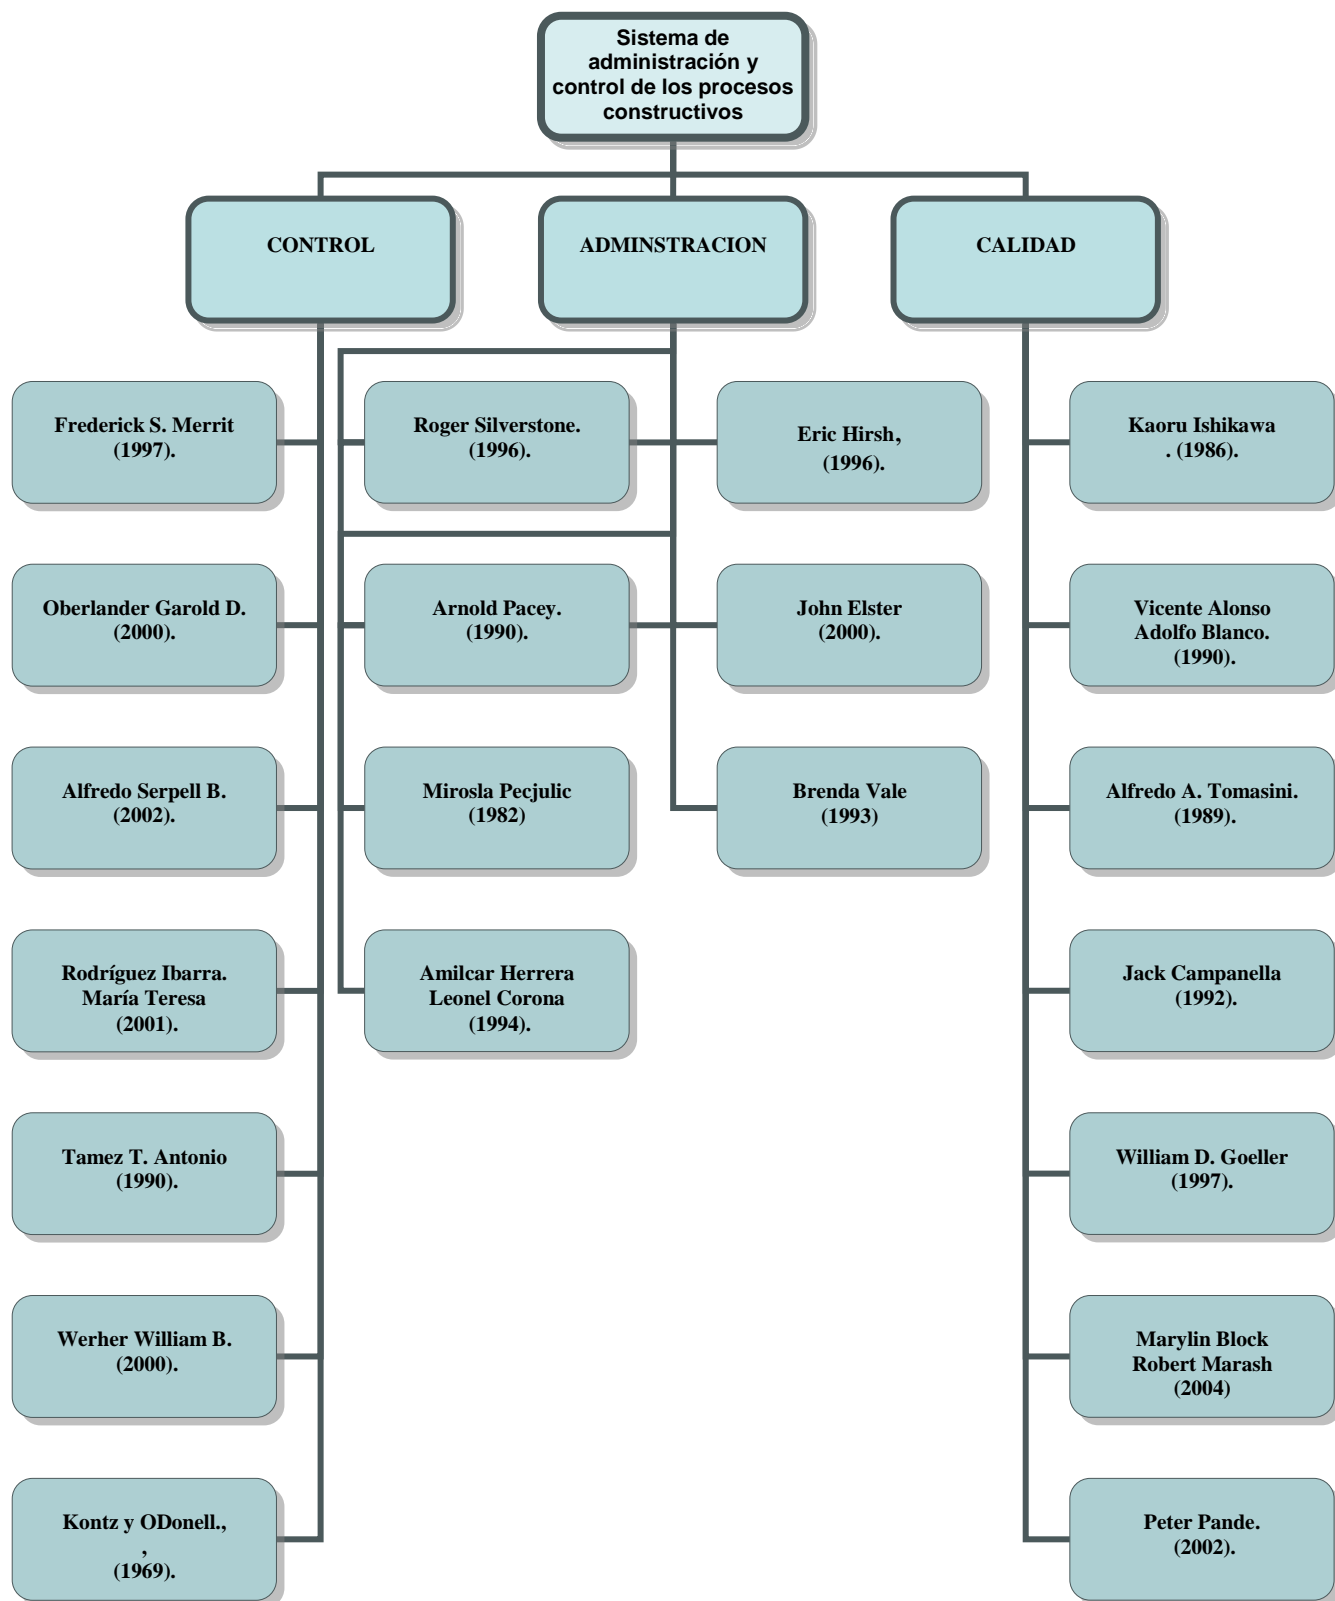 Sistema de
administración y
control de los procesos
constructivos
CONTROL
ADMINSTRACION
CALIDAD
Frederick S. Merrit
(1997).
Roger Silverstone.
(1996).
Eric Hirsh,
(1996).
Kaoru Ishikawa
. (1986).
Oberlander Garold D.
(2000).
Arnold Pacey.
(1990).
John Elster
(2000).
Vicente Alonso
Adolfo Blanco.
(1990).
Alfredo Serpell B.
(2002).
Mirosla Pecjulic
(1982)
Brenda Vale
(1993)
Alfredo A. Tomasini.
(1989).
Rodríguez Ibarra.
María Teresa
(2001).
Amilcar Herrera
Leonel Corona
(1994).
Jack Campanella
(1992).
Tamez T. Antonio
(1990).
William D. Goeller
(1997).
Werher William B.
(2000).
Marylin Block
Robert Marash
(2004)
Kontz y ODonell.,
,
(1969).
Peter Pande.
(2002).